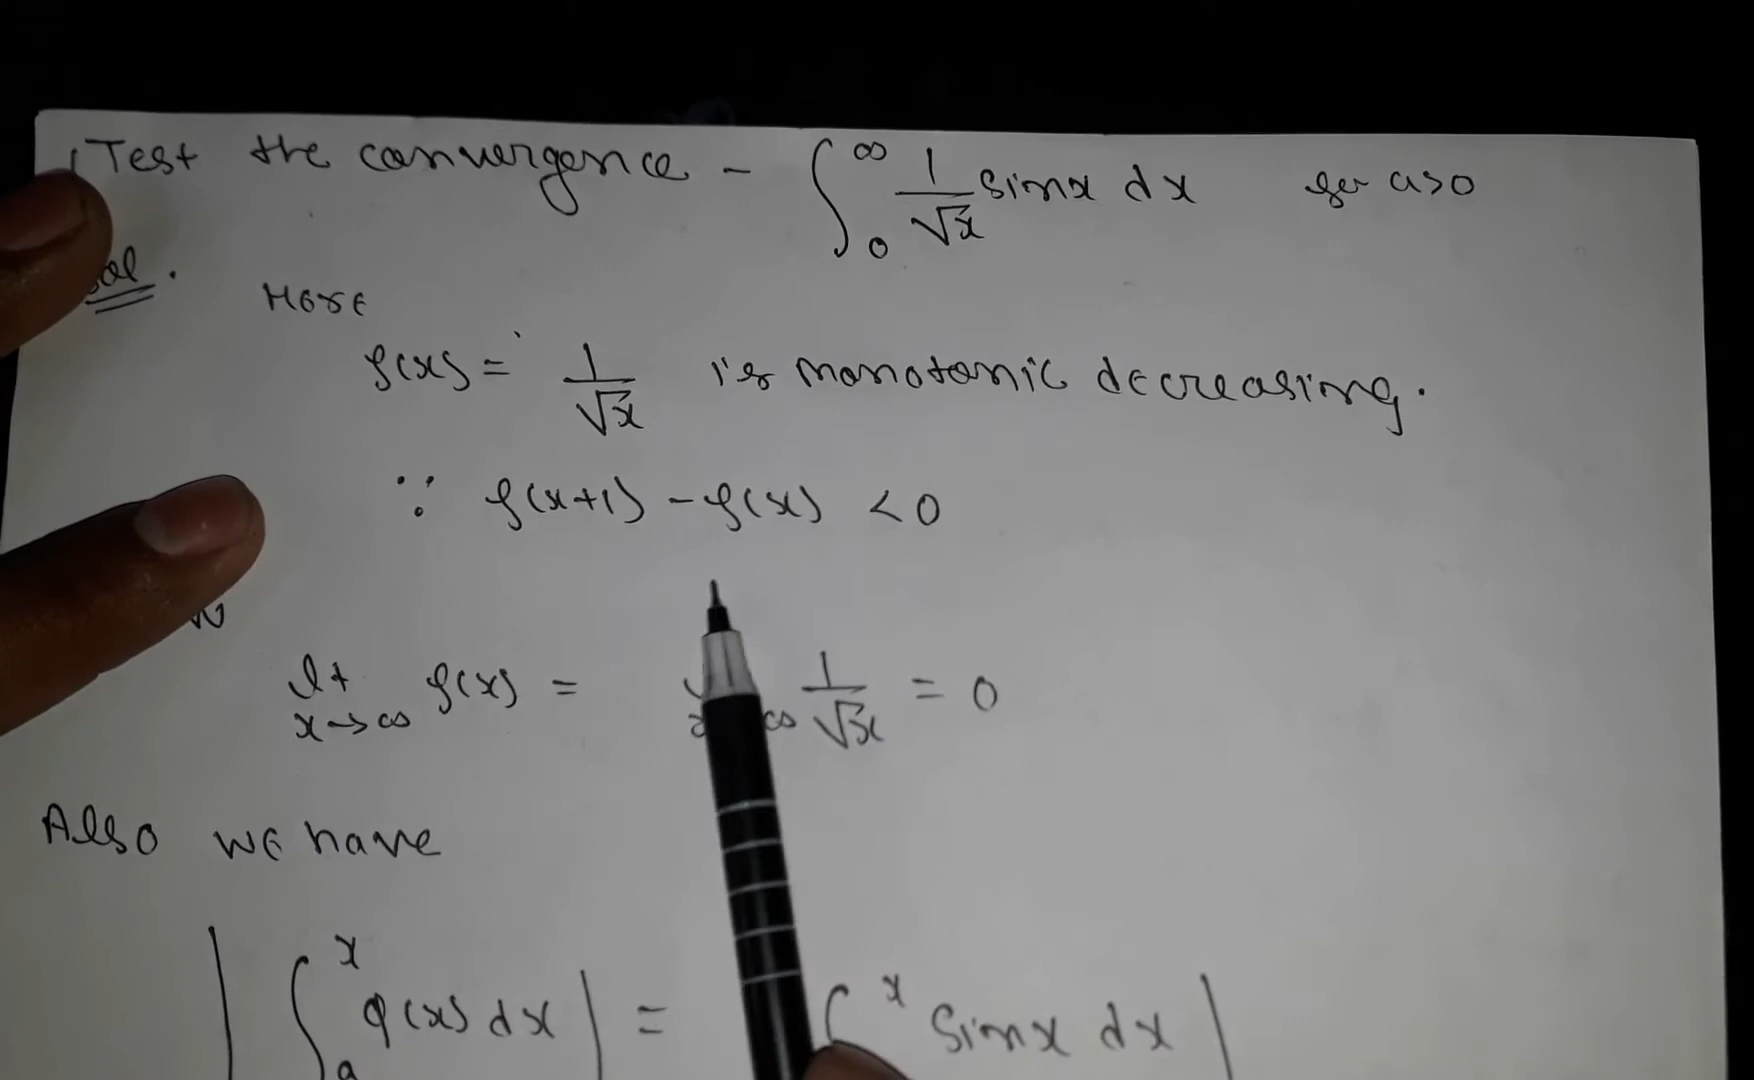 Test the convergence - ∫₀^∞ 1/√x sinx dx for a>0
Sol.
Here
f(x) = 1/√x is monotonic decreasing.
∵ f(x+1) - f(x) < 0
lt x→∞ f(x) = 1/√x = 0
Also we have
| ∫ₐ^x φ(x) dx | = ∫^x sinx dx |